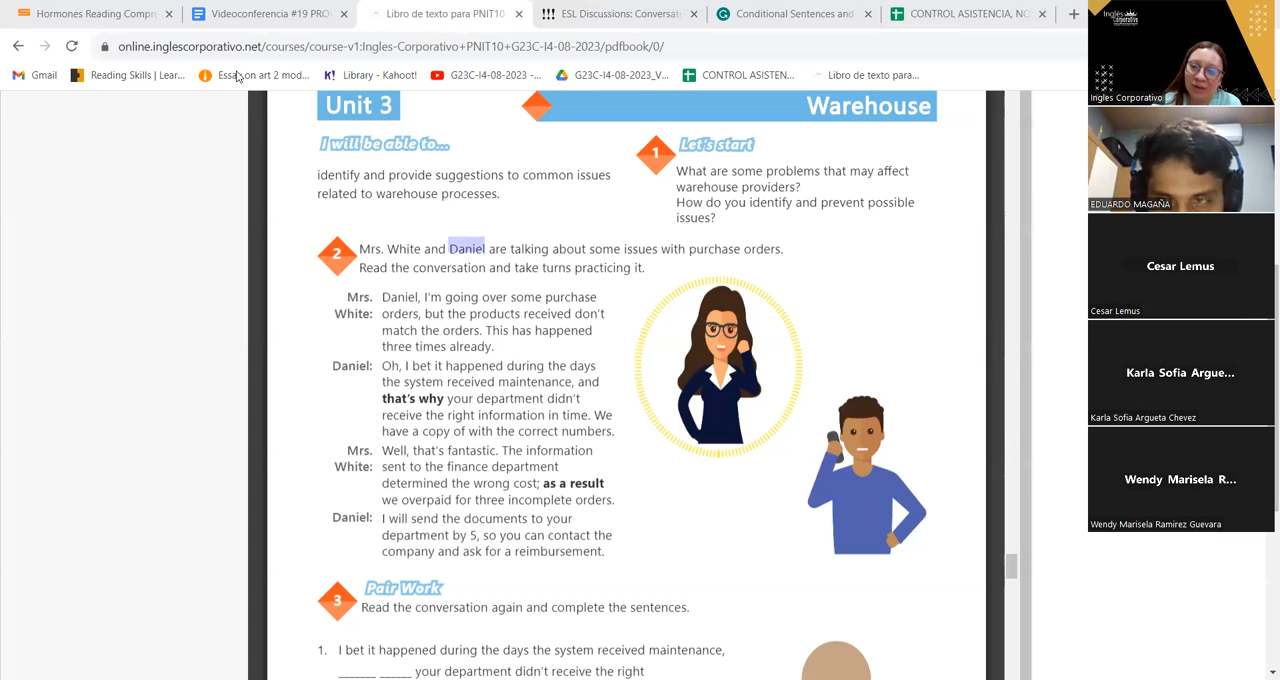 Hormones Reading Compre
Videoconferencia #19 PRO
Libro de texto para PNIT10
ESL Discussions: Conversat
Conditional Sentences and
CONTROL ASISTENCIA, NO
online.inglescorporativo.net/courses/course-v1:Ingles-Corporativo+PNIT10+G23C-I4-08-2023/pdfbook/0/
Gmail
Reading Skills | Lear...
Essay on art 2 mod...
Library - Kahoot!
G23C-I4-08-2023 -...
G23C-I4-08-2023_V...
CONTROL ASISTEN...
Libro de texto para...
Unit 3
Warehouse
I will be able to...
identify and provide suggestions to common issues
related to warehouse processes.
1
Let's start
What are some problems that may affect
warehouse providers?
How do you identify and prevent possible
issues?
2
Mrs. White and Daniel are talking about some issues with purchase orders.
Read the conversation and take turns practicing it.
Mrs. Daniel, I'm going over some purchase
White: orders, but the products received don't
match the orders. This has happened
three times already.
Daniel: Oh, I bet it happened during the days
the system received maintenance, and
that's why your department didn't
receive the right information in time. We
have a copy of with the correct numbers.
Mrs. Well, that's fantastic. The information
White: sent to the finance department
determined the wrong cost; as a result
we overpaid for three incomplete orders.
Daniel: I will send the documents to your
department by 5, so you can contact the
company and ask for a reimbursement.
3
Pair Work
Read the conversation again and complete the sentences.
1. I bet it happened during the days the system received maintenance,
_______ ______ your department didn't receive the right
Inglés
Corporativo
Ingles Corporativo
EDUARDO MAGAÑA
Cesar Lemus
Cesar Lemus
Karla Sofia Argue...
Karla Sofia Argueta Chevez
Wendy Marisela R...
Wendy Marisela Ramirez Guevara